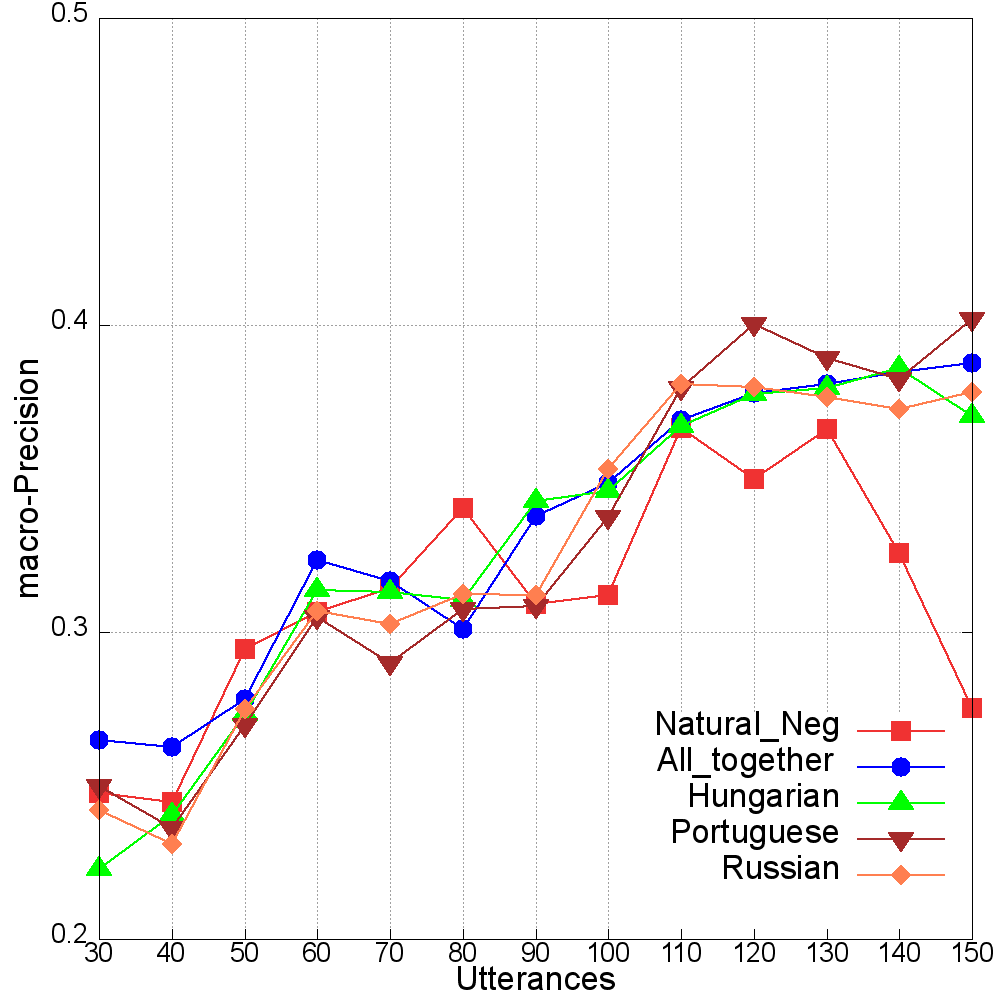 0.5
0.4
0.3
0.2
macro-Precision
Natural_Neg
All_together
Hungarian
Portuguese
Russian
30 40 50 60 70 80 90 100 110 120 130 140 150
Utterances